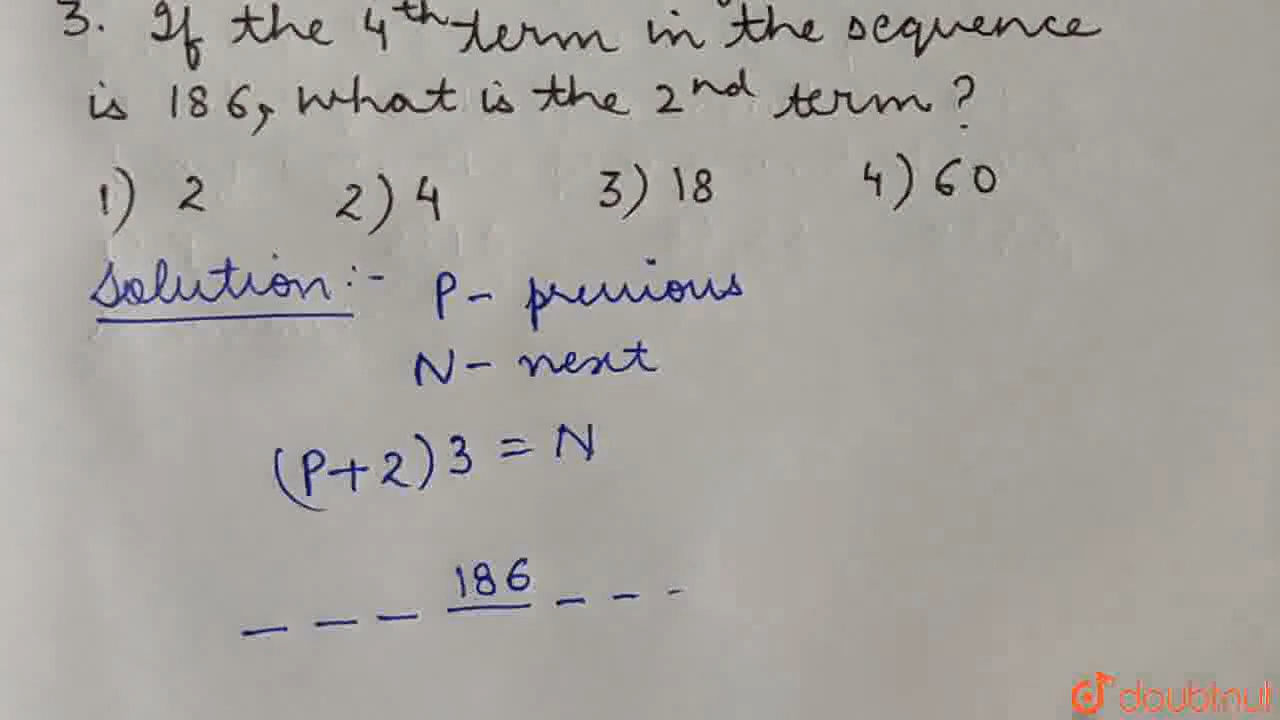 3. If the 4th term in the sequence
is 186, what is the 2nd term?
1) 2 2) 4 3) 18 4) 60
Solution:- P- previous
N- next
(P+2) 3 = N
_ _ _ 186 _ _ _
doubtnut